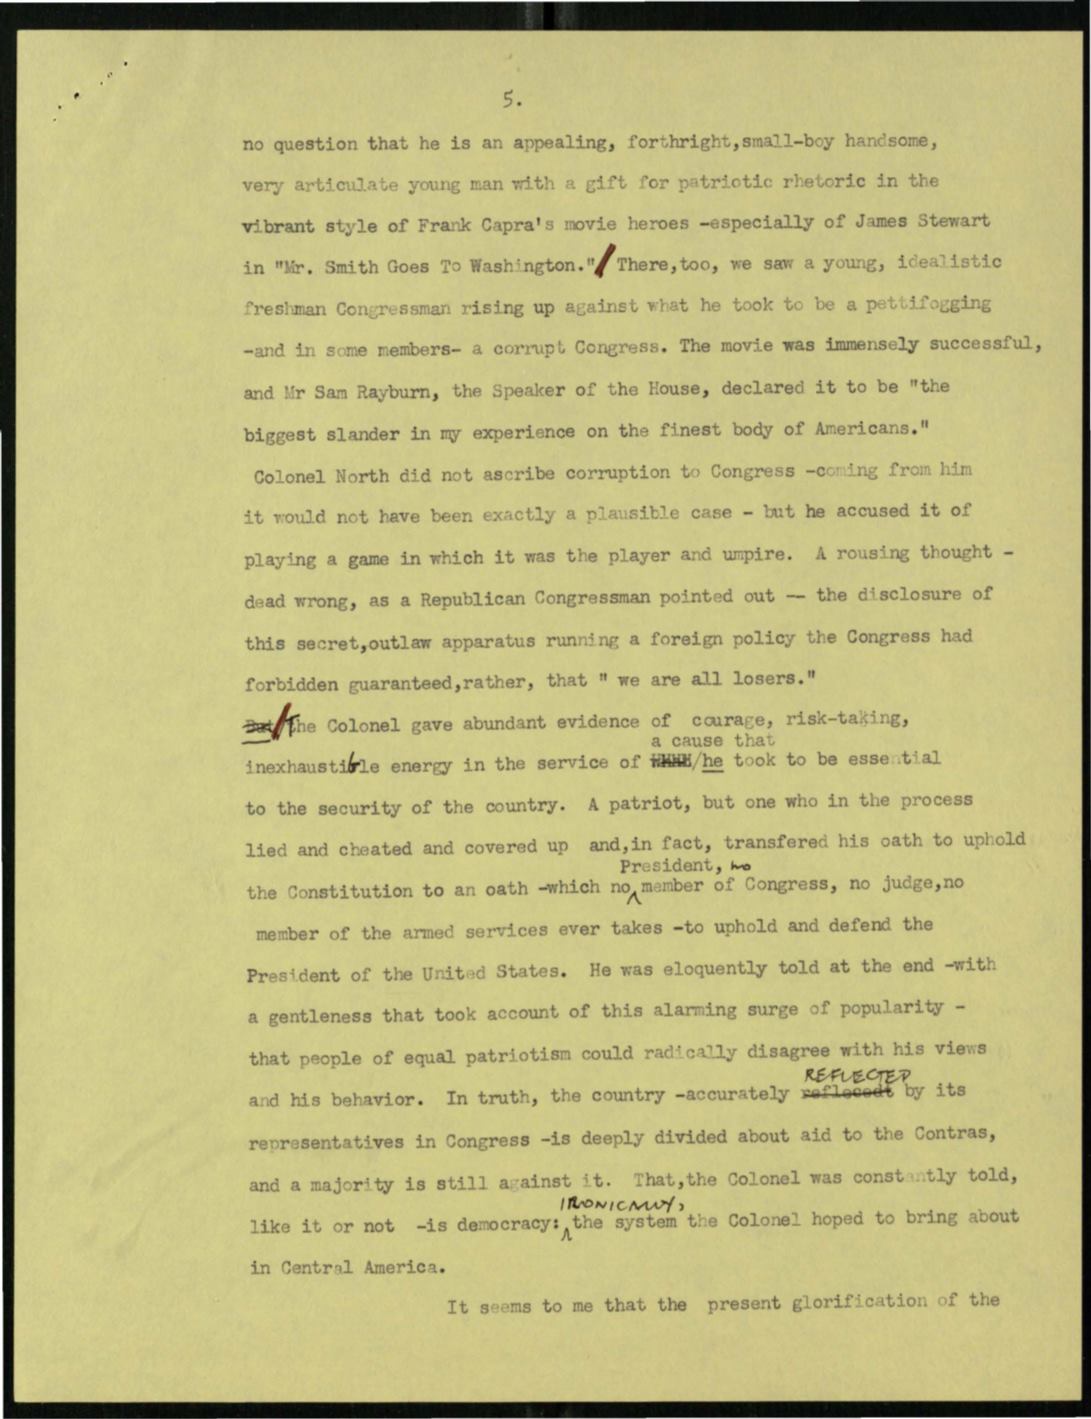 5.
no question that he is an appealing, forthright,small-boy handsome,
very articulate young man with a gift for patriotic rhetoric in the
vibrant style of Frank Capra's movie heroes -especially of James Stewart
in "Mr. Smith Goes To Washington."/ There,too, we saw a young, idealistic
freshman Congressman rising up against what he took to be a pettifogging
-and in some members- a corrupt Congress. The movie was immensely successful,
and Mr Sam Rayburn, the Speaker of the House, declared it to be "the
biggest slander in my experience on the finest body of Americans."
Colonel North did not ascribe corruption to Congress -coming from him
it would not have been exactly a plausible case - but he accused it of
playing a game in which it was the player and umpire. A rousing thought -
dead wrong, as a Republican Congressman pointed out -- the disclosure of
this secret,outlaw apparatus running a foreign policy the Congress had
forbidden guaranteed,rather, that " we are all losers."
But/The Colonel gave abundant evidence of courage, risk-taking,
a cause that
inexhaustible energy in the service of /he took to be essential
to the security of the country. A patriot, but one who in the process
lied and cheated and covered up and,in fact, transfered his oath to uphold
President, no
the Constitution to an oath -which no member of Congress, no judge,no
member of the armed services ever takes -to uphold and defend the
President of the United States. He was eloquently told at the end -with
a gentleness that took account of this alarming surge of popularity -
that people of equal patriotism could radically disagree with his views
REFLECTED
and his behavior. In truth, the country -accurately reflecedt by its
representatives in Congress -is deeply divided about aid to the Contras,
and a majority is still against it. That,the Colonel was constantly told,
IRONICALLY,
like it or not -is democracy: the system the Colonel hoped to bring about
in Central America.
It seems to me that the present glorification of the